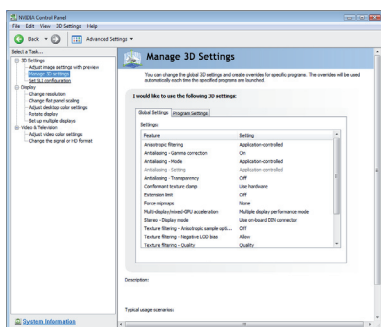 NVIDIA Control Panel
File Edit View 3D Settings Help
Back
Advanced Settings
Select a Task...
3D Settings
Adjust image settings with preview
Manage 3D settings
Set SLI configuration
Display
Change resolution
Change flat panel scaling
Adjust desktop color settings
Rotate display
Set up multiple displays
Video & Television
Adjust video color settings
Change the signal or HD format
System Information
Manage 3D Settings
You can change the global 3D settings and create overrides for specific programs. The overrides will be used
automatically each time the specified programs are launched.
I would like to use the following 3D settings:
Global Settings Program Settings
Settings:
Feature Setting
Anisotropic filtering Application-controlled
Antialiasing - Gamma correction On
Antialiasing - Mode Application-controlled
Antialiasing - Setting Application-controlled
Antialiasing - Transparency Off
Conformant texture clamp Use hardware
Extension limit Off
Force mipmaps None
Multi-display/mixed-GPU acceleration Multiple display performance mode
Stereo - Display mode Use on-board DIN connector
Texture filtering - Anisotropic sample opti... Off
Texture filtering - Negative LOD bias Allow
Texture filtering - Quality Quality
Description:
Typical usage scenarios: